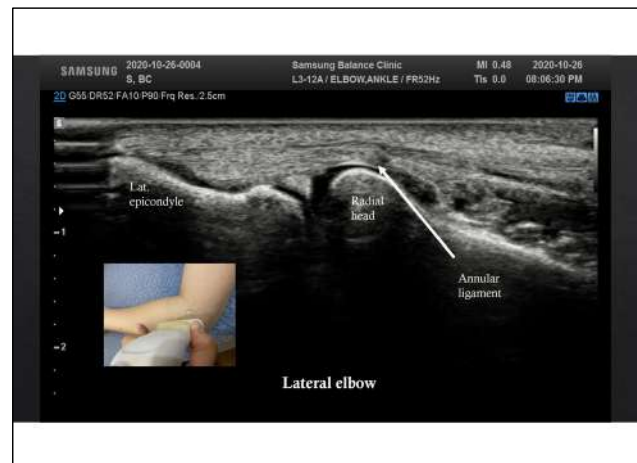 SAMSUNG
2020-10-26-0004
S, BC
Samsung Balance Clinic
L3-12A / ELBOW,ANKLE / FR52Hz
MI 0.48
TIs 0.0
2020-10-26
08:06:30 PM
2D G55/DR52/FA10/P90/Frq Res./2.5cm
Lat.
epicondyle
Radial
head
Annular
ligament
1
2
Lateral elbow